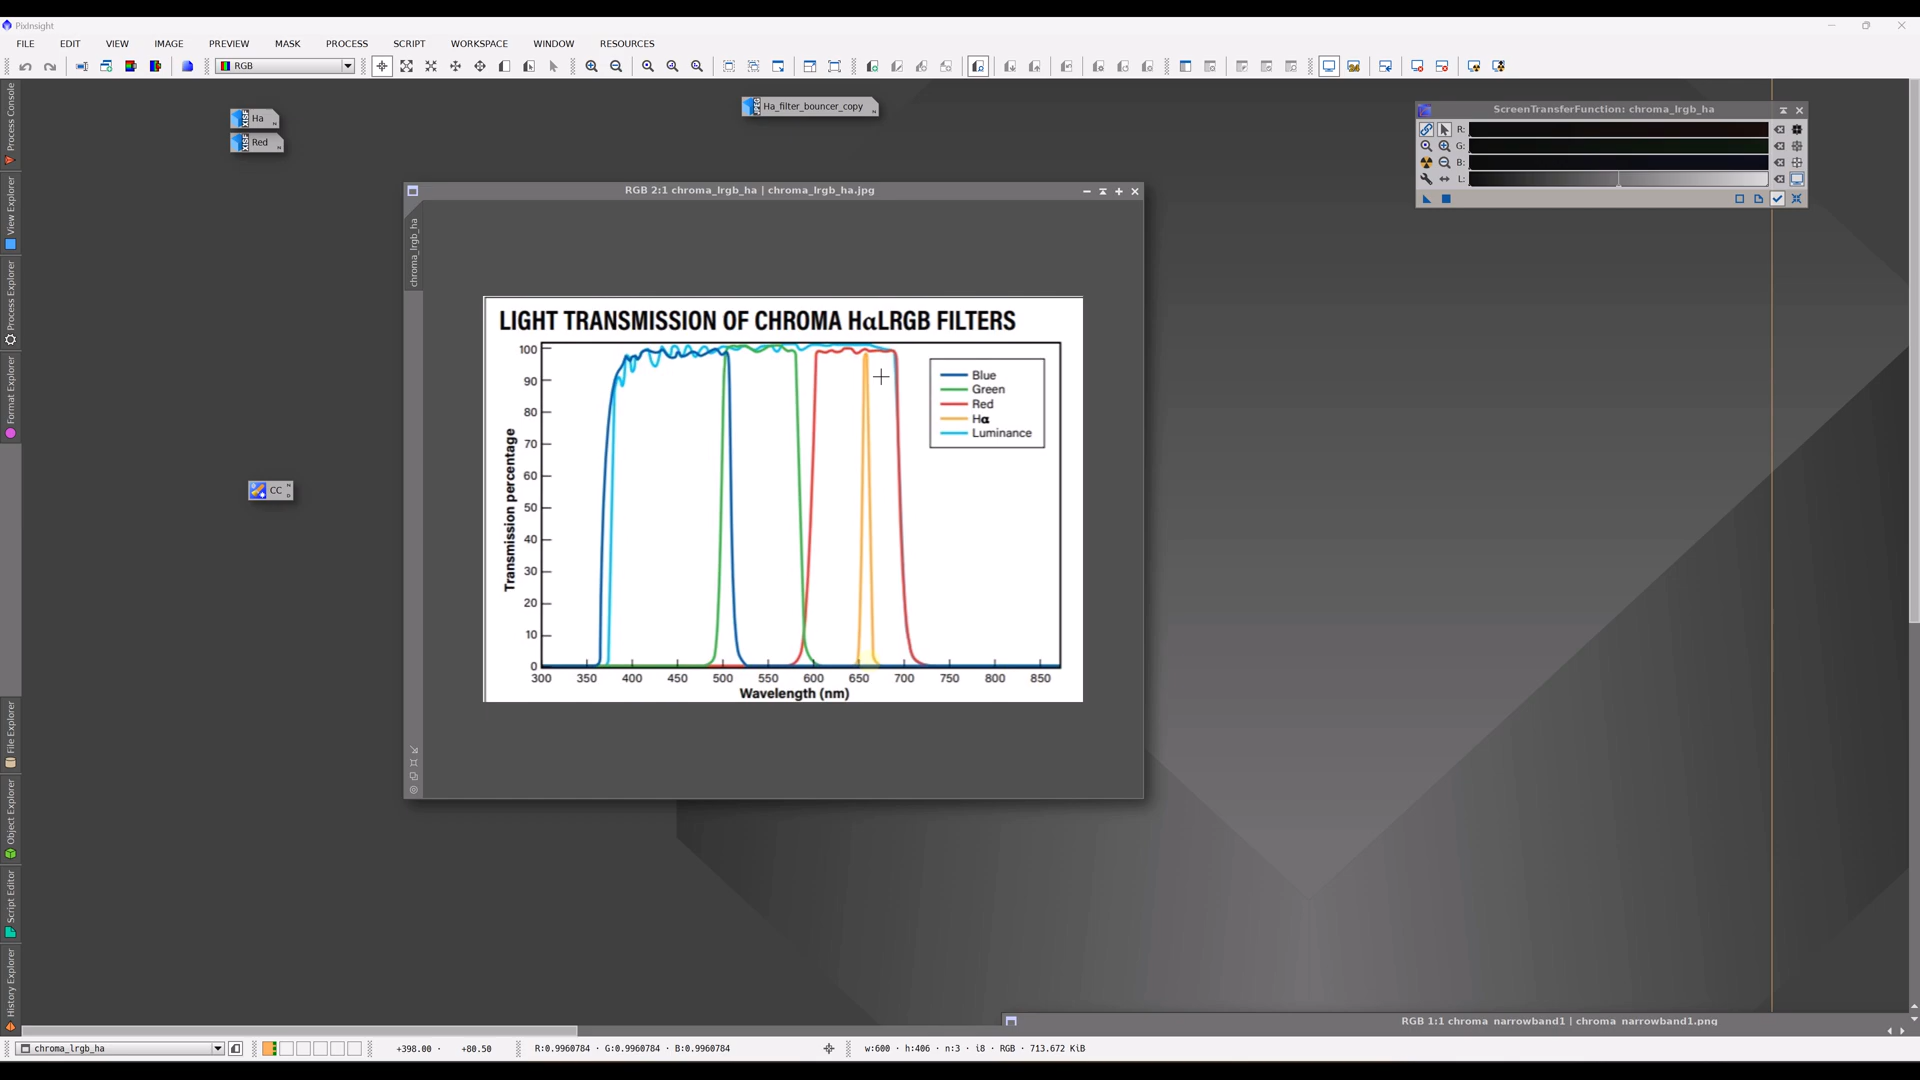 PixInsight
FILE EDIT VIEW IMAGE PREVIEW MASK PROCESS SCRIPT WORKSPACE WINDOW RESOURCES
RGB
Process Console
View Explorer
Process Explorer
Format Explorer
File Explorer
Object Explorer
Script Editor
History Explorer
XISF Ha N
XISF Red N
JPEG Ha_filter_bouncer_copy N
CC N D
ScreenTransferFunction: chroma_lrgb_ha
R:
G:
B:
L:
RGB 2:1 chroma_lrgb_ha | chroma_lrgb_ha.jpg
chroma_lrgb_ha
LIGHT TRANSMISSION OF CHROMA HαLRGB FILTERS
Transmission percentage
100
90
80
70
60
50
40
30
20
10
0
Blue
Green
Red
Hα
Luminance
300 350 400 450 500 550 600 650 700 750 800 850
Wavelength (nm)
RGB 1:1 chroma_narrowband1 | chroma_narrowband1.png
chroma_lrgb_ha
+398.00 · +80.50
R:0.9960784 · G:0.9960784 · B:0.9960784
w:600 · h:406 · n:3 · i8 · RGB · 713.672 KiB